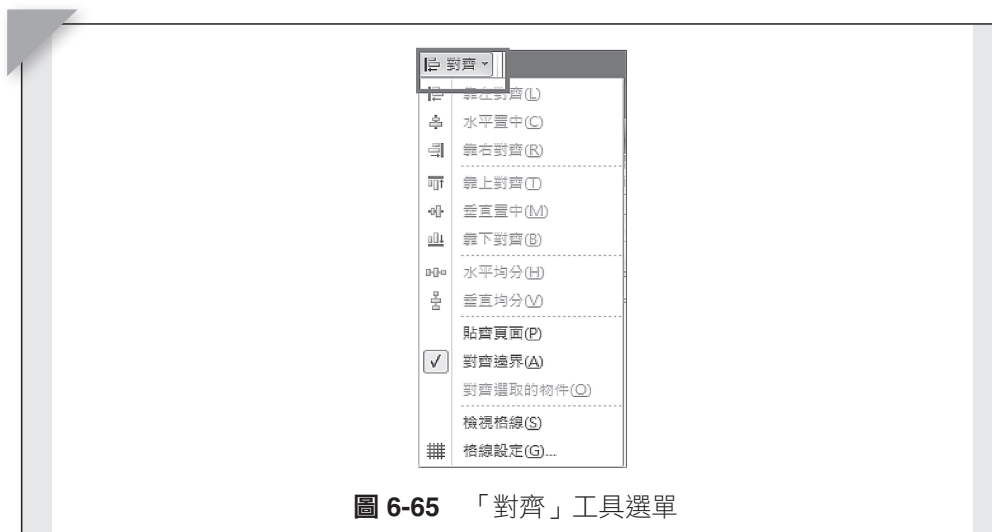 對齊
靠左對齊(L)
水平置中(C)
靠右對齊(R)
靠上對齊(T)
垂直置中(M)
靠下對齊(B)
水平均分(H)
垂直均分(V)
貼齊頁面(P)
對齊邊界(A)
對齊選取的物件(O)
檢視格線(S)
格線設定(G)...
圖 6-65 「對齊」工具選單